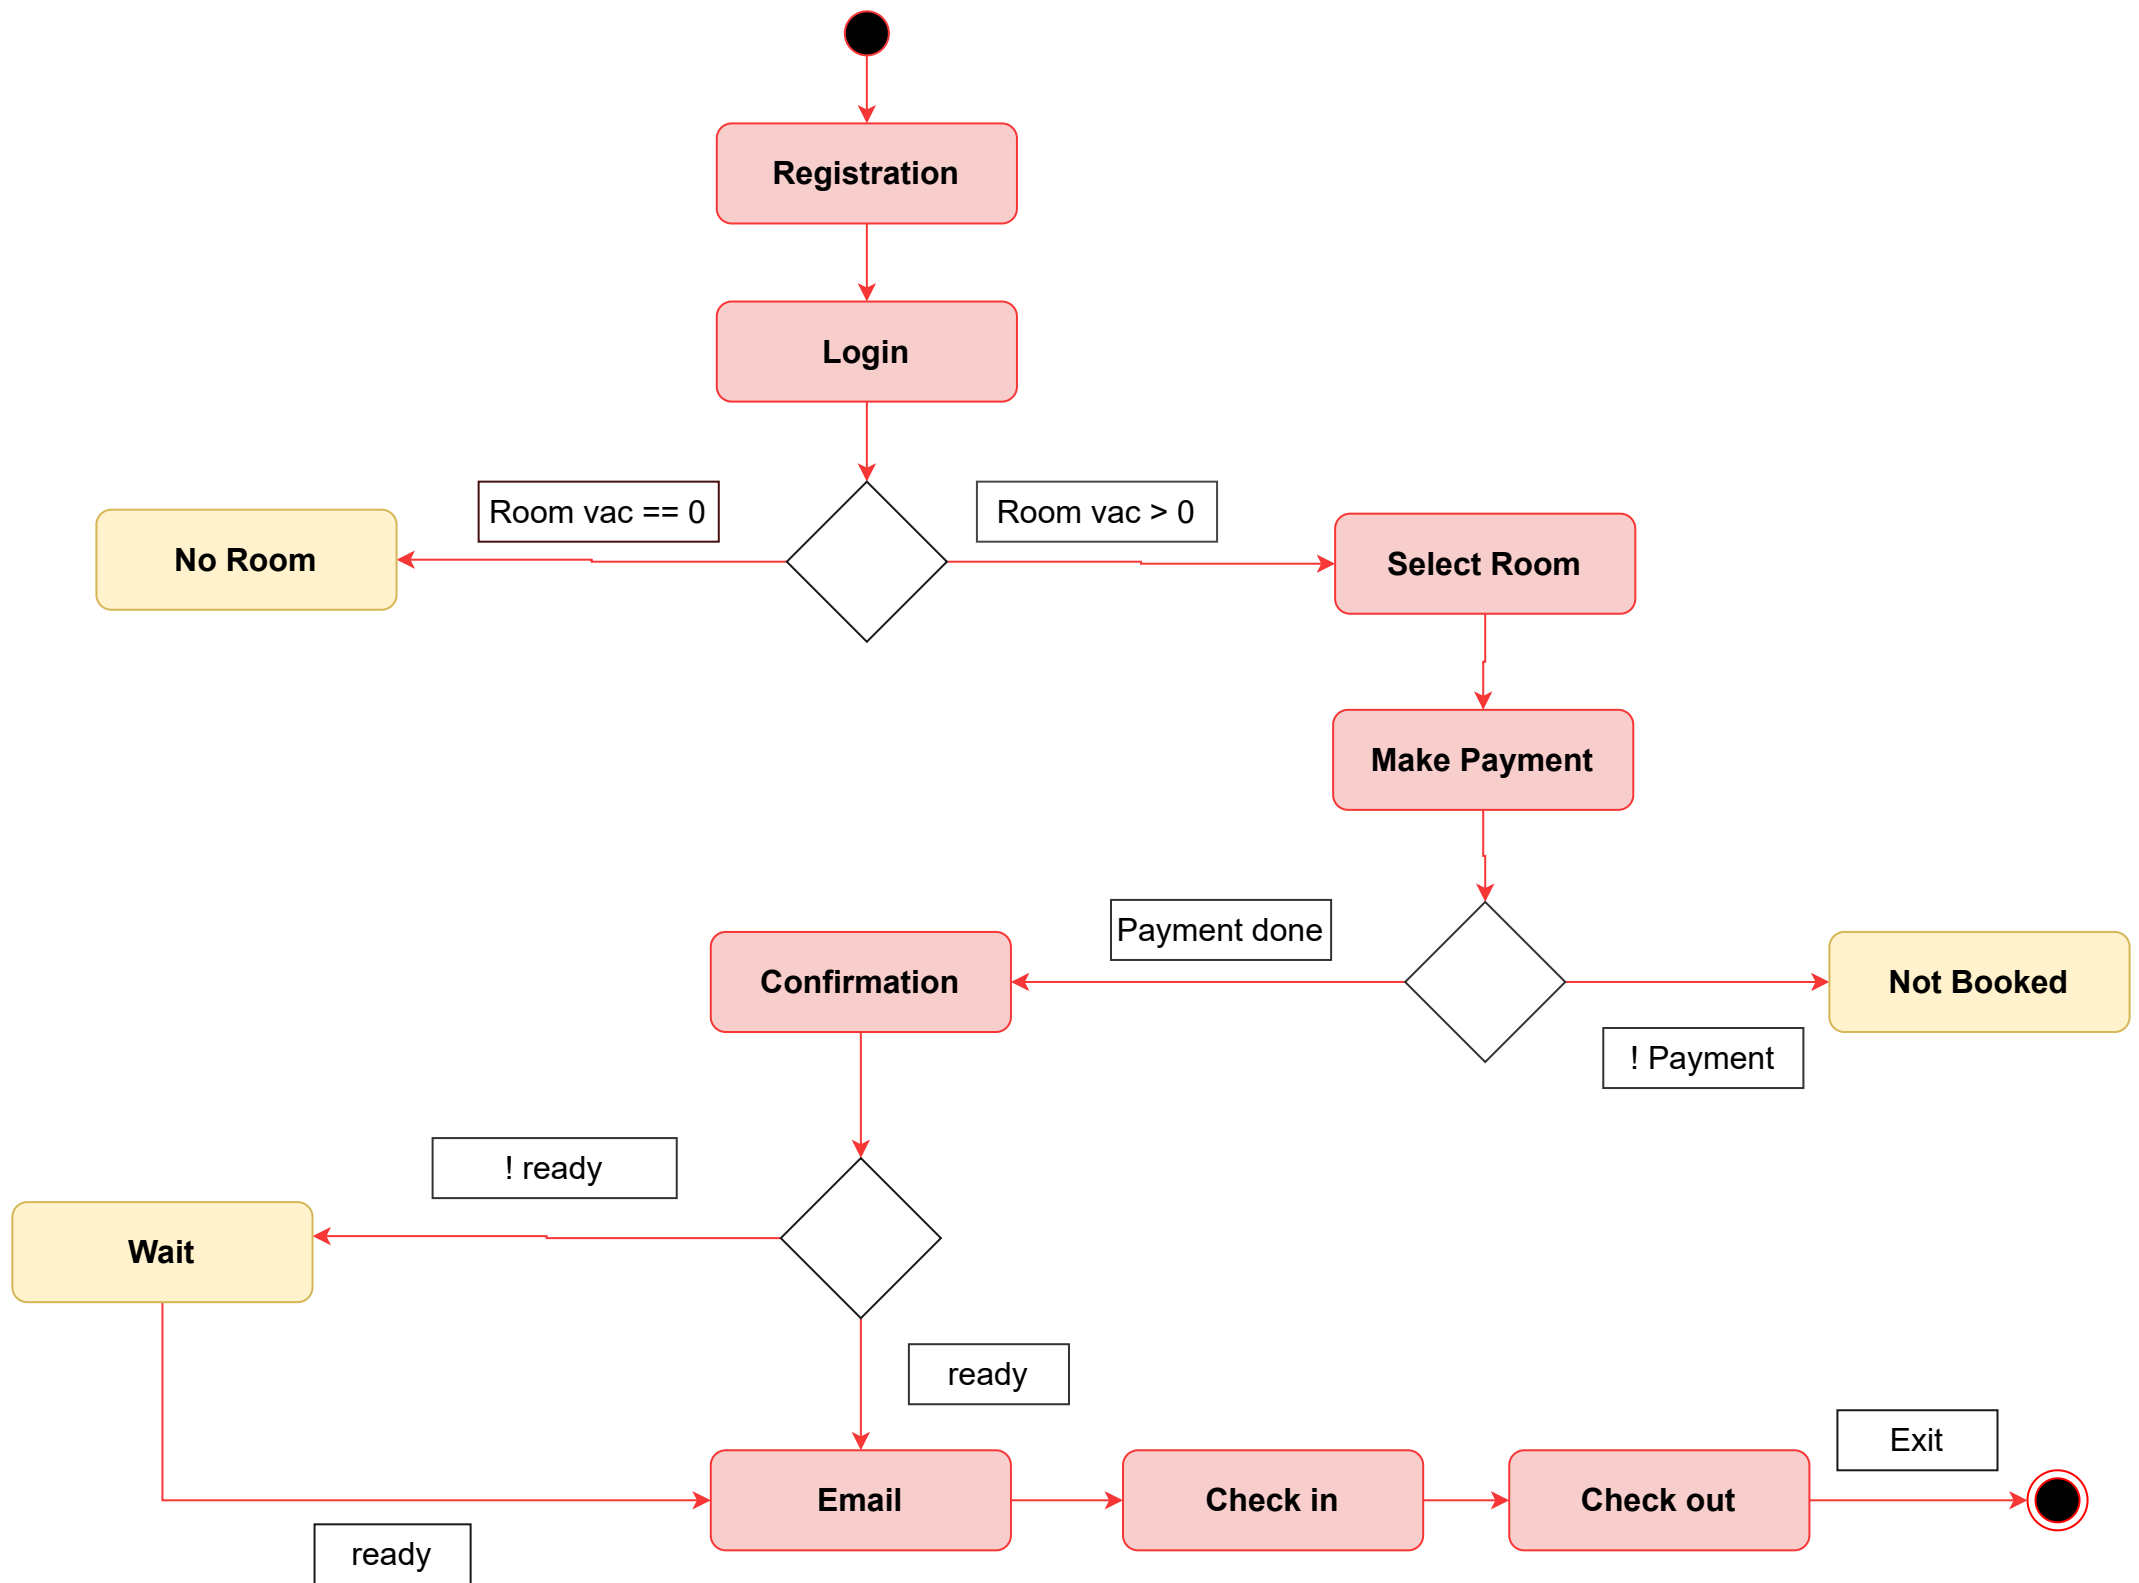 Registration
Login
Room vac == 0
Room vac > 0
No Room
Select Room
Make Payment
Payment done
Confirmation
Not Booked
! Payment
! ready
Wait
ready
Exit
Email
Check in
Check out
ready